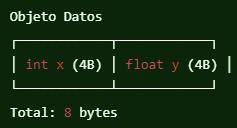 Objeto Datos
int x (4B) | float y (4B) |
Total: 8 bytes